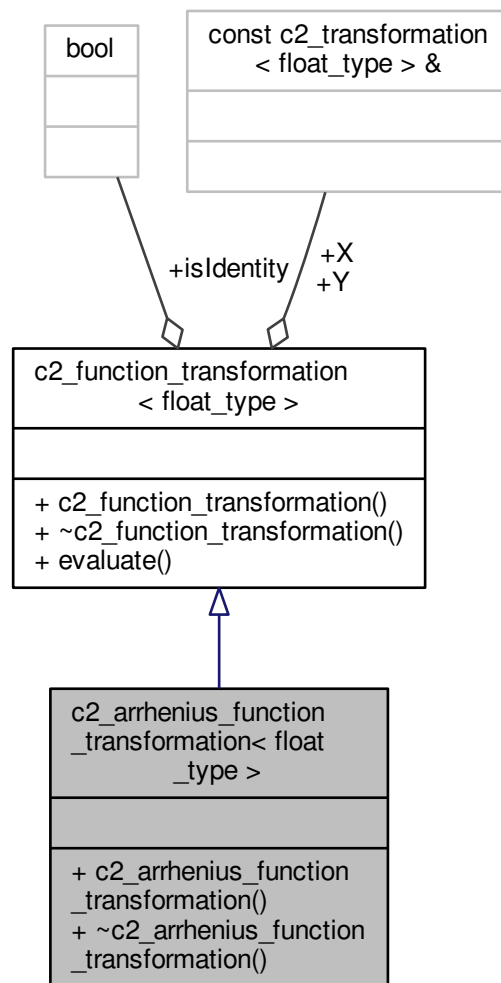 bool
const c2_transformation
< float_type > &
+isIdentity
+X
+Y
c2_function_transformation
< float_type >
+ c2_function_transformation()
+ ~c2_function_transformation()
+ evaluate()
c2_arrhenius_function
_transformation< float
_type >
+ c2_arrhenius_function
_transformation()
+ ~c2_arrhenius_function
_transformation()